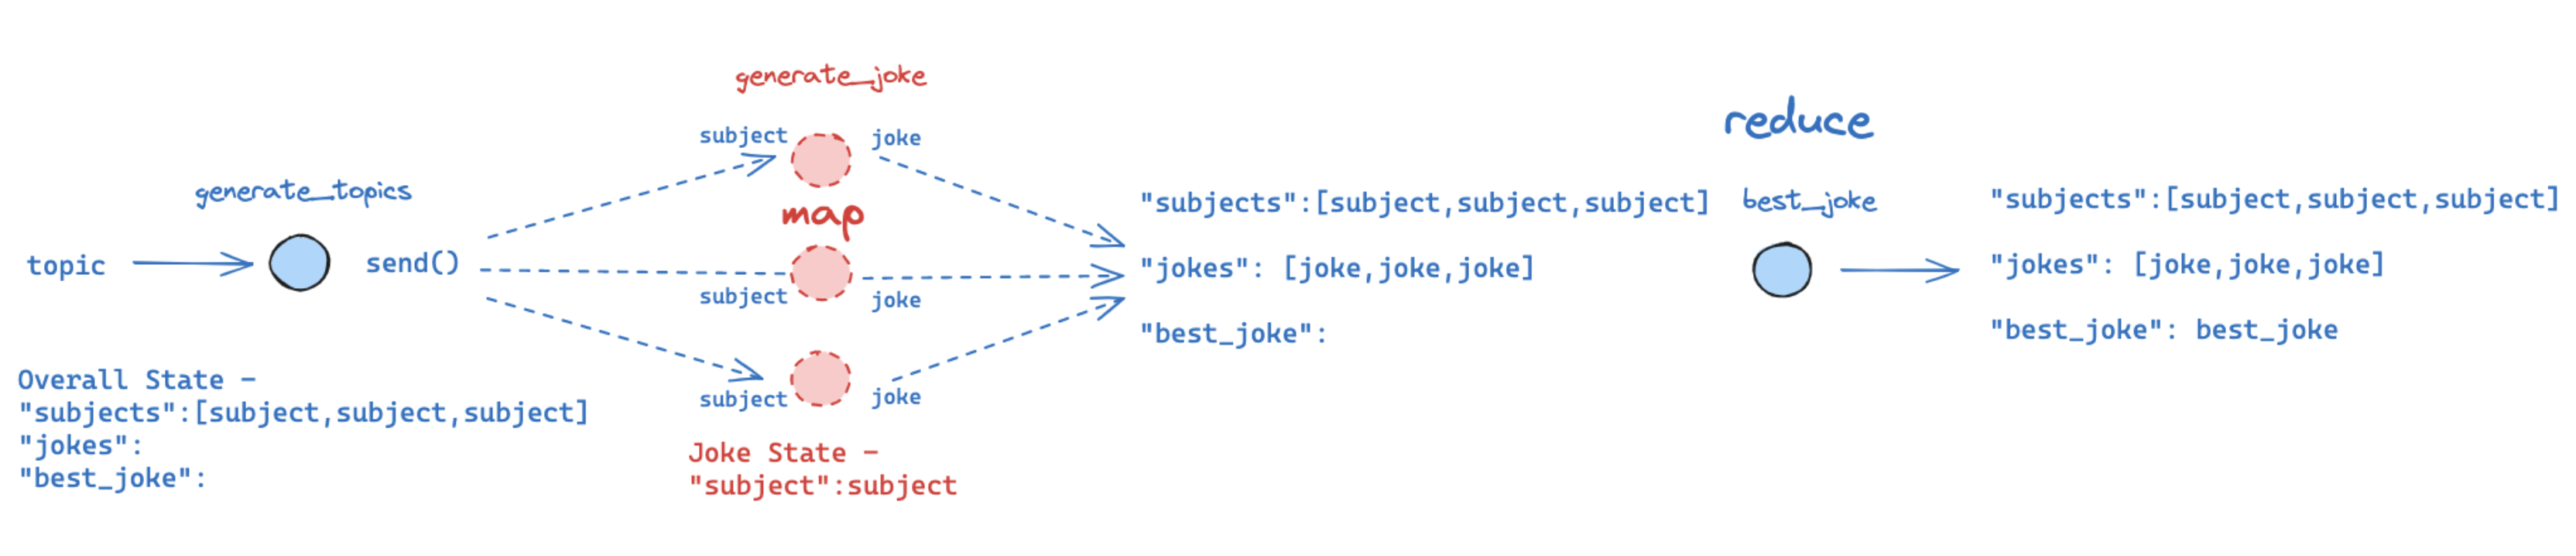 generate_joke
reduce
subject
joke
generate_topics
map
"subjects":[subject,subject,subject]
best_joke
"subjects":[subject,subject,subject]
topic
send()
"jokes": [joke,joke,joke]
"jokes": [joke,joke,joke]
subject
joke
"best_joke":
"best_joke": best_joke
Overall State -
"subjects":[subject,subject,subject]
"jokes":
"best_joke":
subject
joke
Joke State -
"subject":subject